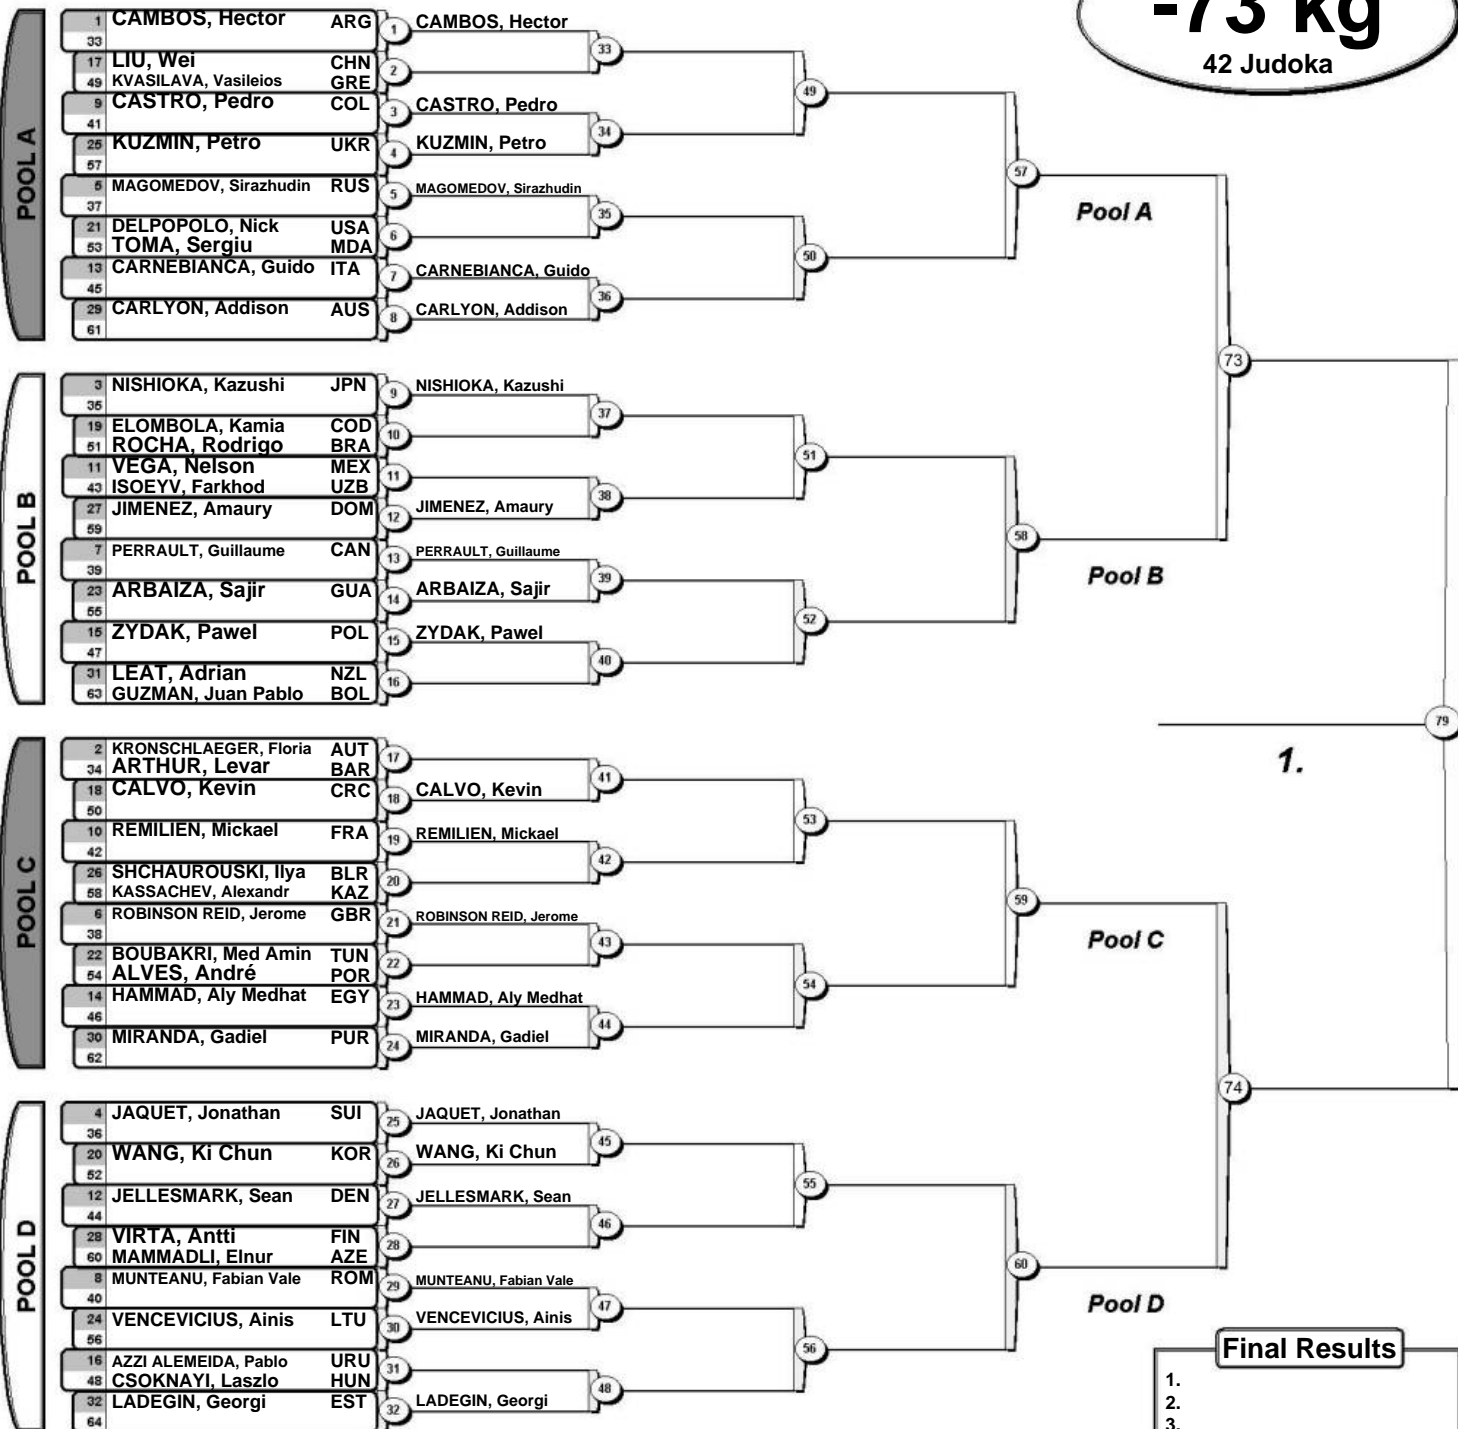 -73 kg
42 Judoka
POOL A
1 CAMBOS, Hector ARG
33
17 LIU, Wei CHN
49 KVASILAVA, Vasileios GRE
9 CASTRO, Pedro COL
41
25 KUZMIN, Petro UKR
57
5 MAGOMEDOV, Sirazhudin RUS
37
21 DELPOPOLO, Nick USA
53 TOMA, Sergiu MDA
13 CARNEBIANCA, Guido ITA
45
29 CARLYON, Addison AUS
61
1 CAMBOS, Hector
2
3 CASTRO, Pedro
4 KUZMIN, Petro
5 MAGOMEDOV, Sirazhudin
6
7 CARNEBIANCA, Guido
8 CARLYON, Addison
33
34
35
36
49
50
57
Pool A
POOL B
3 NISHIOKA, Kazushi JPN
35
19 ELOMBOLA, Kamia COD
51 ROCHA, Rodrigo BRA
11 VEGA, Nelson MEX
43 ISOEYV, Farkhod UZB
27 JIMENEZ, Amaury DOM
59
7 PERRAULT, Guillaume CAN
39
23 ARBAIZA, Sajir GUA
55
15 ZYDAK, Pawel POL
47
31 LEAT, Adrian NZL
63 GUZMAN, Juan Pablo BOL
9 NISHIOKA, Kazushi
10
11
12 JIMENEZ, Amaury
13 PERRAULT, Guillaume
14 ARBAIZA, Sajir
15 ZYDAK, Pawel
16
37
38
39
40
51
52
58
Pool B
73
POOL C
2 KRONSCHLAEGER, Floria AUT
34 ARTHUR, Levar BAR
18 CALVO, Kevin CRC
50
10 REMILIEN, Mickael FRA
42
26 SHCHAUROUSKI, Ilya BLR
58 KASSACHEV, Alexandr KAZ
6 ROBINSON REID, Jerome GBR
38
22 BOUBAKRI, Med Amin TUN
54 ALVES, André POR
14 HAMMAD, Aly Medhat EGY
46
30 MIRANDA, Gadiel PUR
62
17
18 CALVO, Kevin
19 REMILIEN, Mickael
20
21 ROBINSON REID, Jerome
22
23 HAMMAD, Aly Medhat
24 MIRANDA, Gadiel
41
42
43
44
53
54
59
Pool C
POOL D
4 JAQUET, Jonathan SUI
36
20 WANG, Ki Chun KOR
52
12 JELLESMARK, Sean DEN
44
28 VIRTA, Antti FIN
60 MAMMADLI, Elnur AZE
8 MUNTEANU, Fabian Vale ROM
40
24 VENCEVICIUS, Ainis LTU
56
16 AZZI ALEMEIDA, Pablo URU
48 CSOKNAYI, Laszlo HUN
32 LADEGIN, Georgi EST
64
25 JAQUET, Jonathan
26 WANG, Ki Chun
27 JELLESMARK, Sean
28
29 MUNTEANU, Fabian Vale
30 VENCEVICIUS, Ainis
31
32 LADEGIN, Georgi
45
46
47
48
55
56
60
Pool D
74
79
1.
Final Results
1.
2.
3.